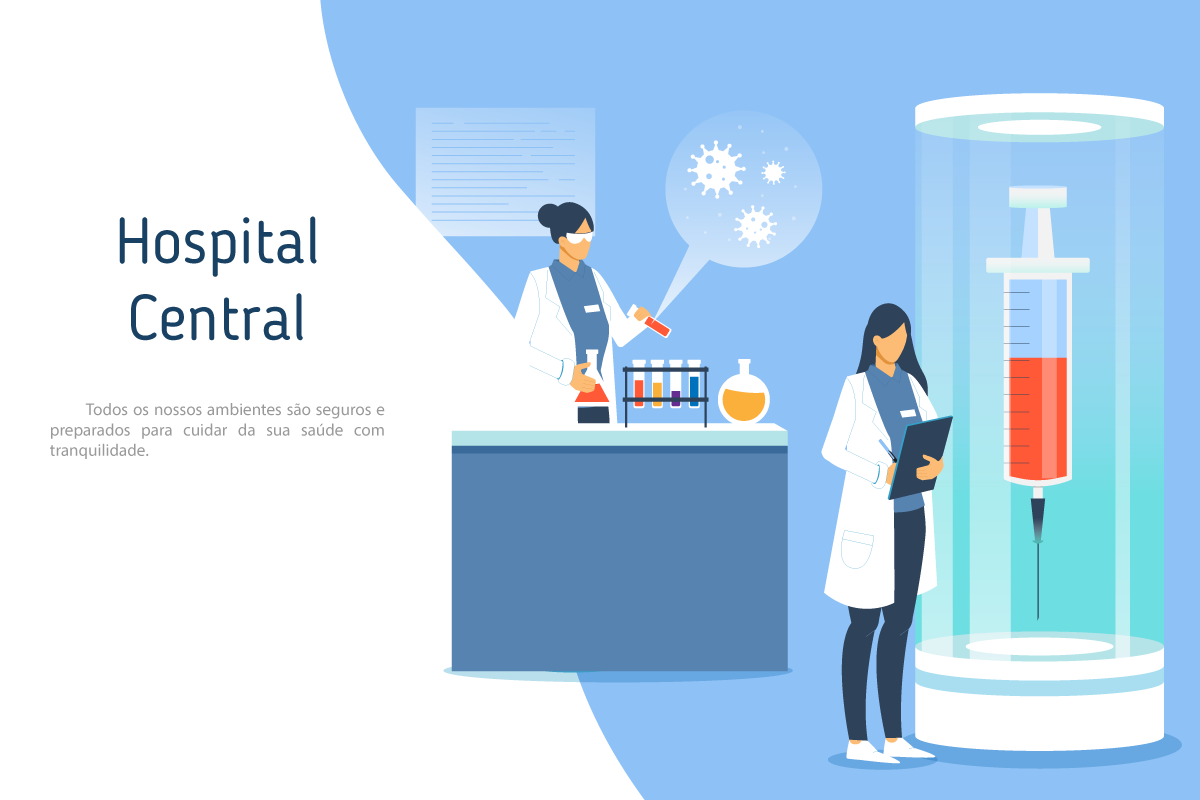 Hospital
Central
Todos os nossos ambientes são seguros e
preparados para cuidar da sua saúde com
tranquilidade.